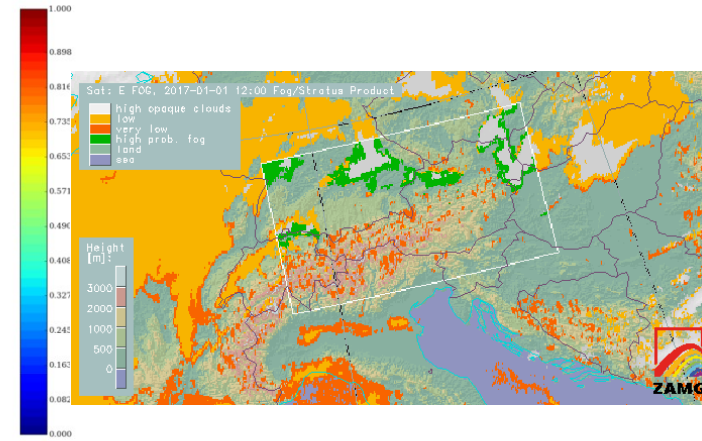 1.000
0.898
0.816
0.735
0.653
0.571
0.490
0.408
0.327
0.245
0.163
0.082
0.000
Sat: E FOG, 2017-01-01 12:00 Fog/Stratus Product
high opaque clouds
low
very low
high prob. fog
land
sea
Height
[m]:
3000
2000
1000
500
0
ZAMG